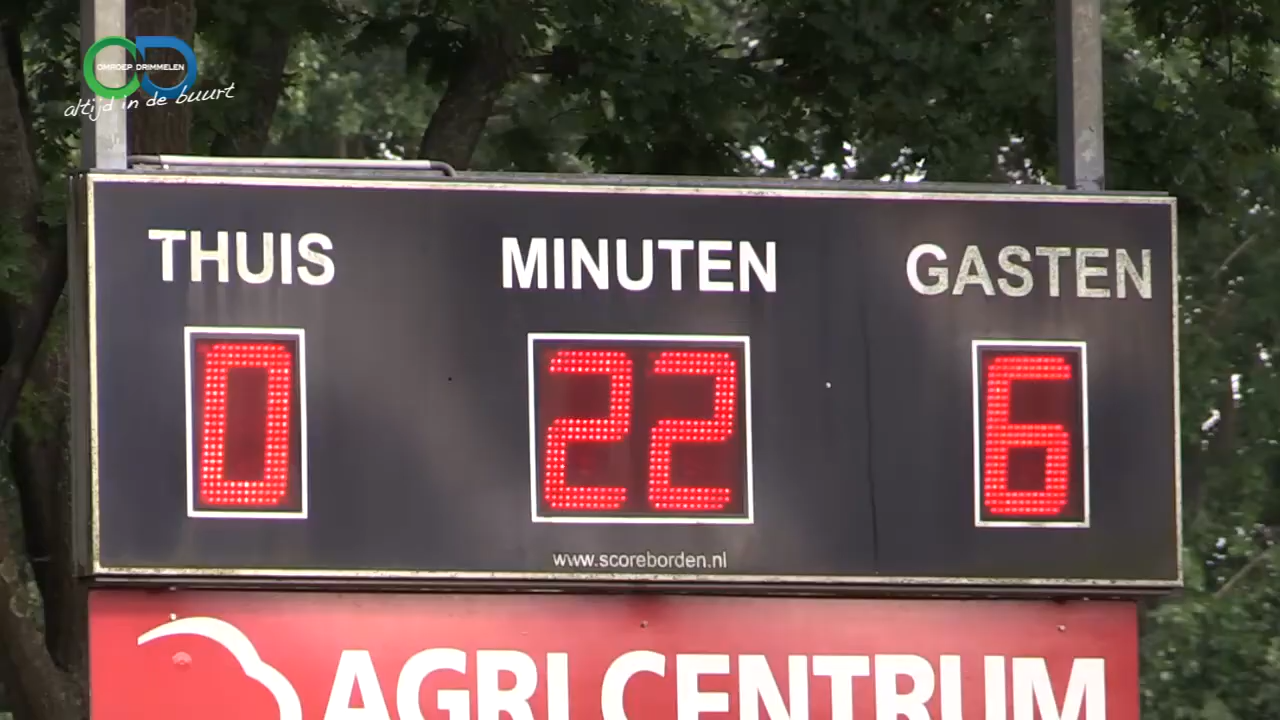 OMROEP DRIMMELEN
altijd in de buurt
THUIS MINUTEN GASTEN
0 22 6
www.scoreborden.nl
AGRI CENTRUM